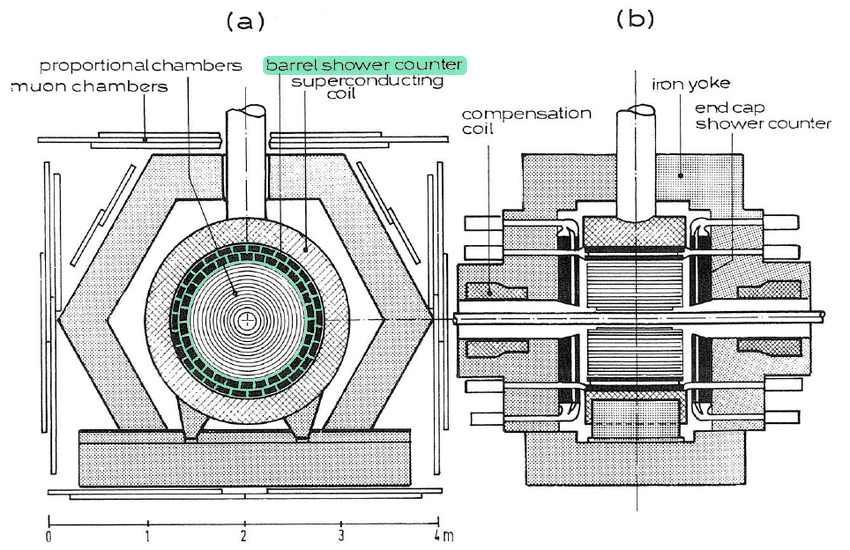 (a)
(b)
proportional chambers
muon chambers
barrel shower counter
superconducting
coil
compensation
coil
iron yoke
end cap
shower counter
0 1 2 3 4 m